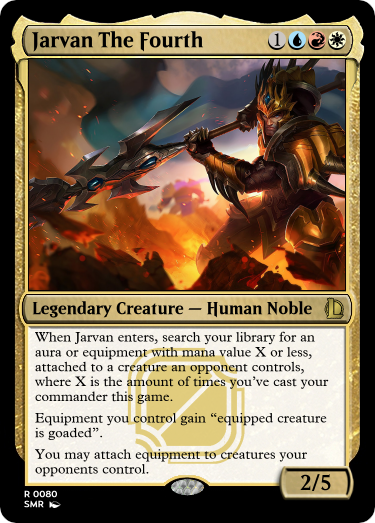 Jarvan The Fourth 1
Legendary Creature — Human Noble
When Jarvan enters, search your library for an
aura or equipment with mana value X or less,
attached to a creature an opponent controls,
where X is the amount of times you've cast your
commander this game.
Equipment you control gain “equipped creature
is goaded”.
You may attach equipment to creatures your
opponents control.
2/5
R 0080
SMR